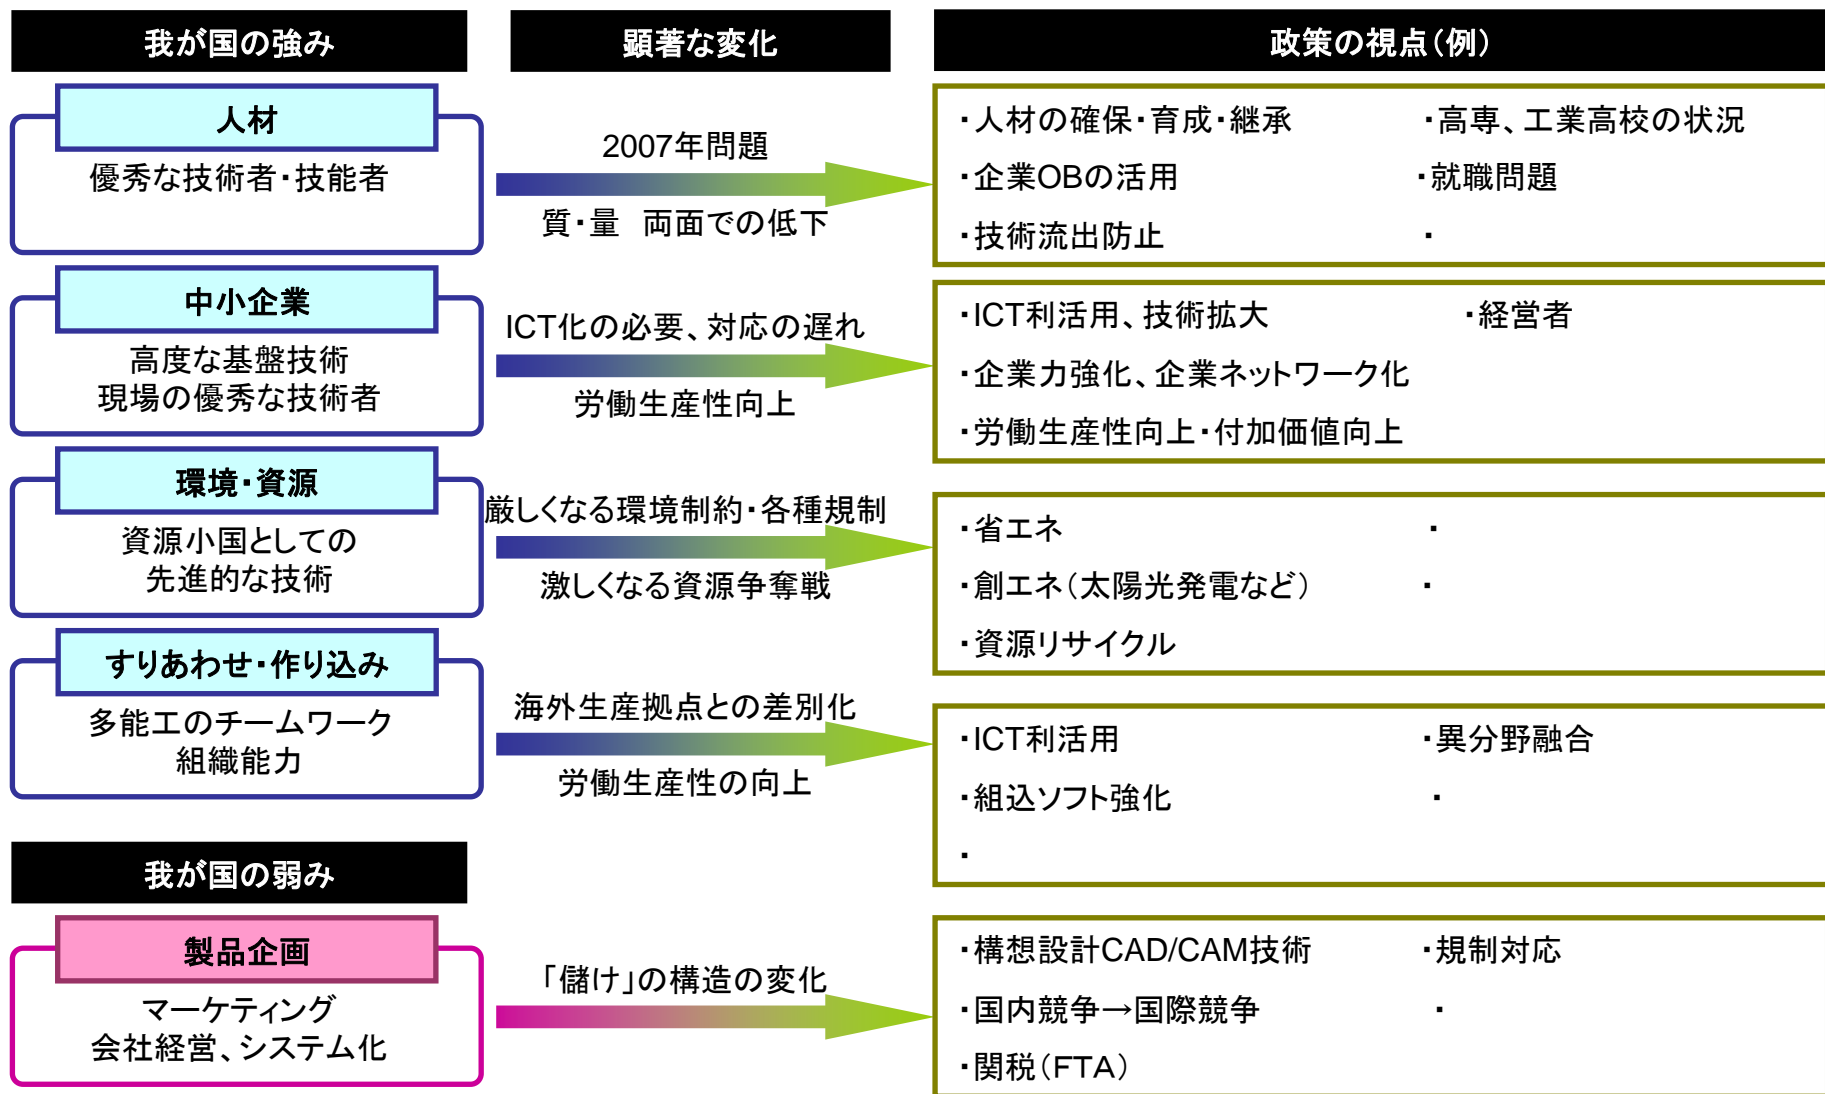 我が国の強み
顕著な変化
政策の視点（例）
人材
優秀な技術者・技能者
2007年問題
質・量　両面での低下
・人材の確保・育成・継承
・高専、工業高校の状況
・企業OBの活用
・就職問題
・技術流出防止
・
中小企業
高度な基盤技術
現場の優秀な技術者
ICT化の必要、対応の遅れ
労働生産性向上
・ICT利活用、技術拡大
・経営者
・企業力強化、企業ネットワーク化
・労働生産性向上・付加価値向上
環境・資源
資源小国としての
先進的な技術
厳しくなる環境制約・各種規制
激しくなる資源争奪戦
・省エネ
・
・創エネ（太陽光発電など）
・
・資源リサイクル
すりあわせ・作り込み
多能工のチームワーク
組織能力
海外生産拠点との差別化
労働生産性の向上
・ICT利活用
・異分野融合
・組込ソフト強化
・
・
我が国の弱み
製品企画
マーケティング
会社経営、システム化
「儲け」の構造の変化
・構想設計CAD/CAM技術
・規制対応
・国内競争→国際競争
・
・関税（FTA）